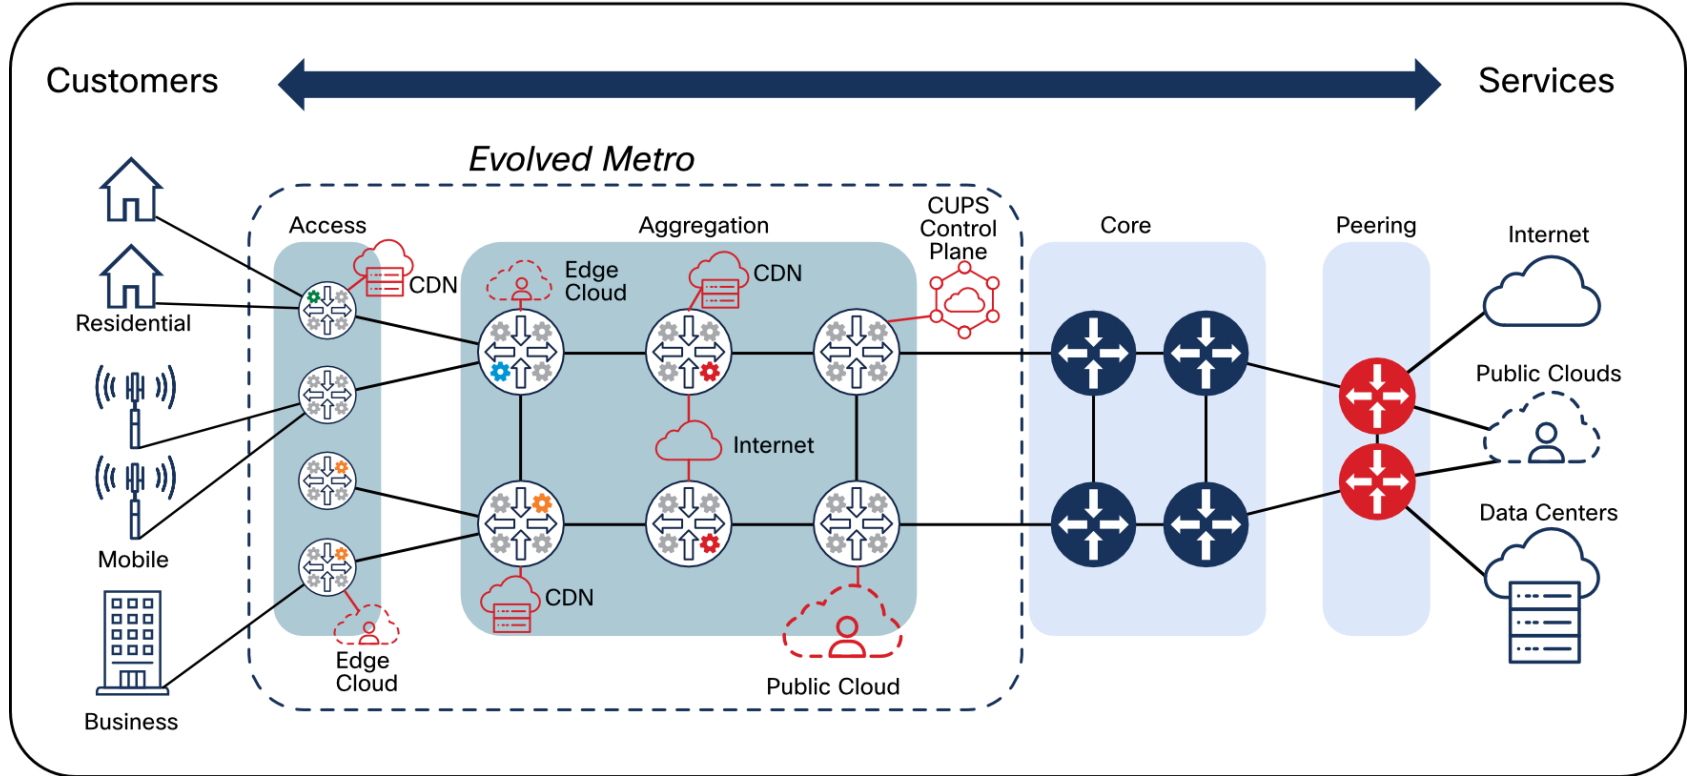 Customers
Services
Evolved Metro
Access
Aggregation
CUPS
Control
Plane
Core
Peering
Internet
CDN
Edge
Cloud
CDN
Residential
Public Clouds
Internet
Data Centers
Mobile
CDN
Edge
Cloud
Public Cloud
Business